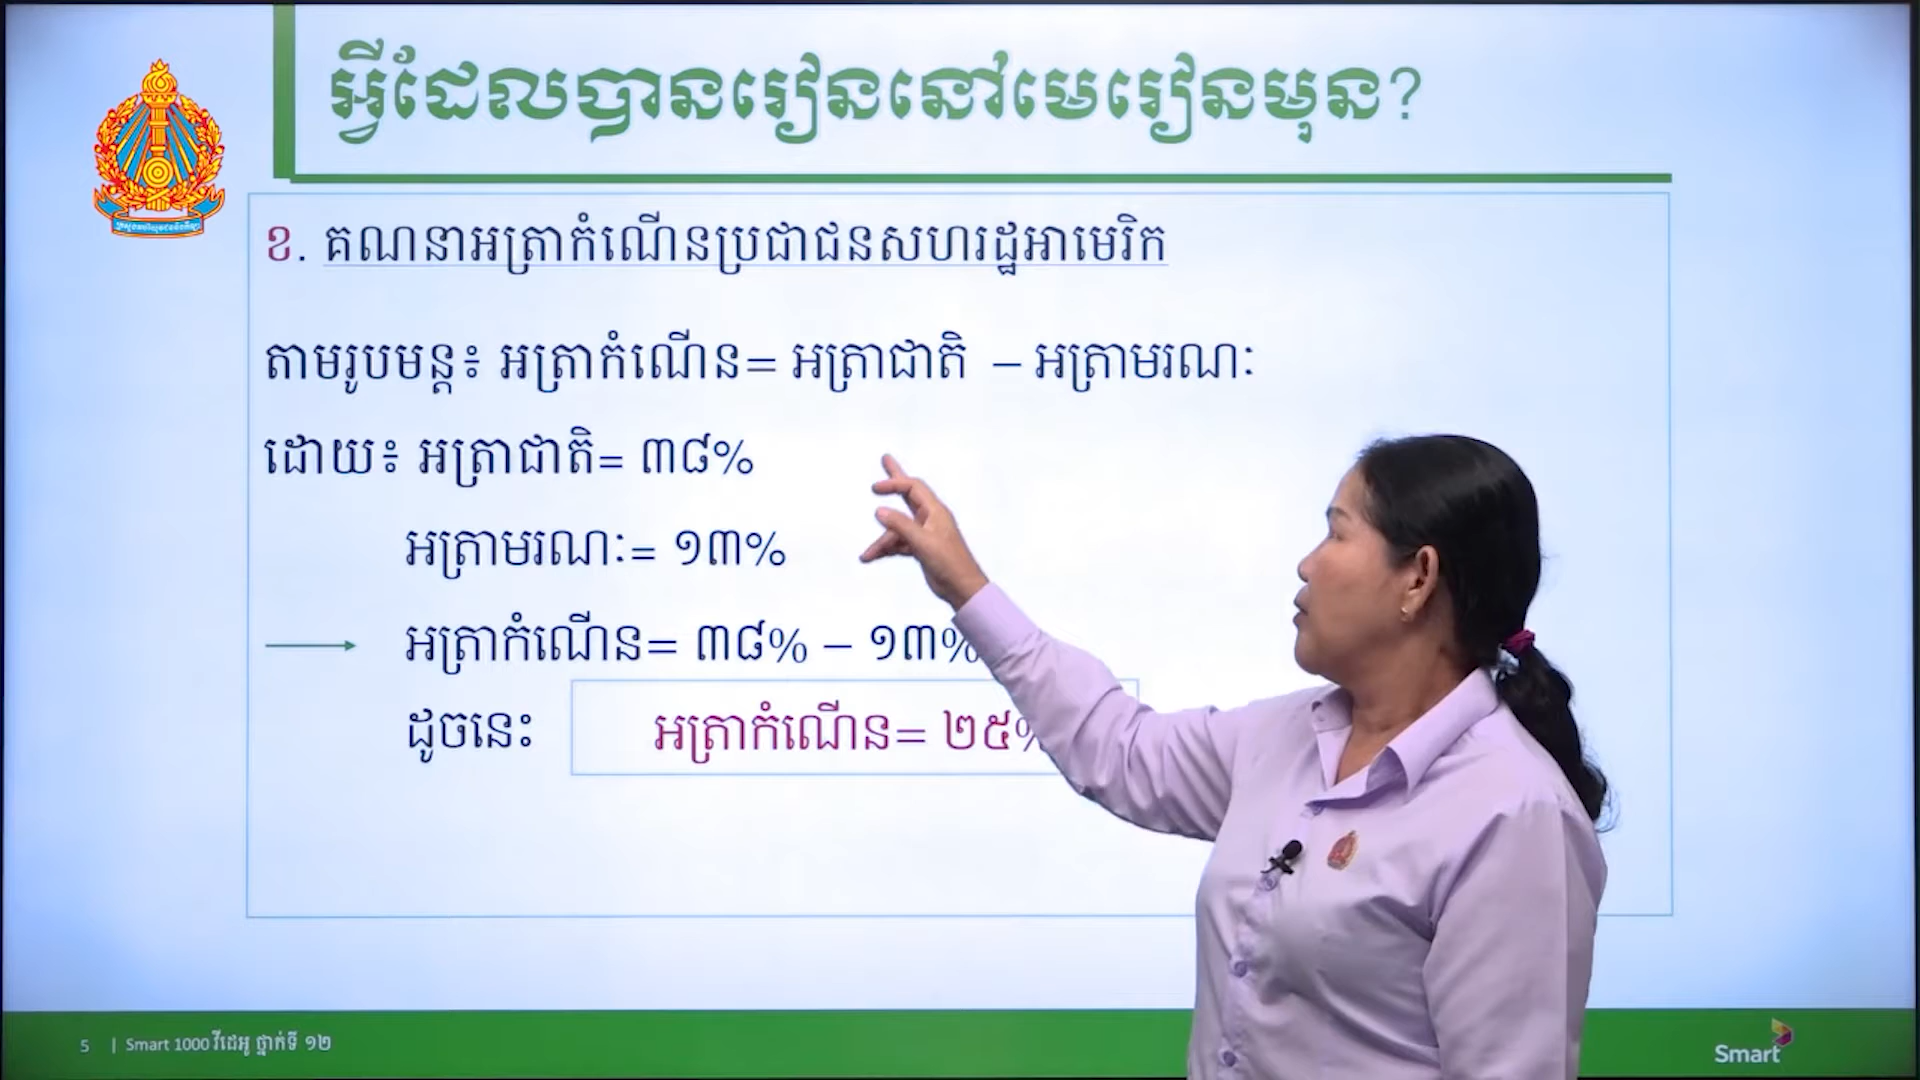 អ្វីដែលបានរៀននៅមេរៀនមុន?
ខ. គណនាអត្រាកំណើនប្រជាជនសហរដ្ឋអាមេរិក
តាមរូបមន្ត៖ អត្រាកំណើន= អត្រាជាតិ – អត្រាមរណៈ
ដោយ៖ អត្រាជាតិ= ៣៨%
អត្រាមរណៈ= ១៣%
អត្រាកំណើន= ៣៨% – ១៣%
ដូចនេះ អត្រាកំណើន= ២៥%
5 | Smart 1000 វីដេអូ ថ្នាក់ទី ១២
Smart